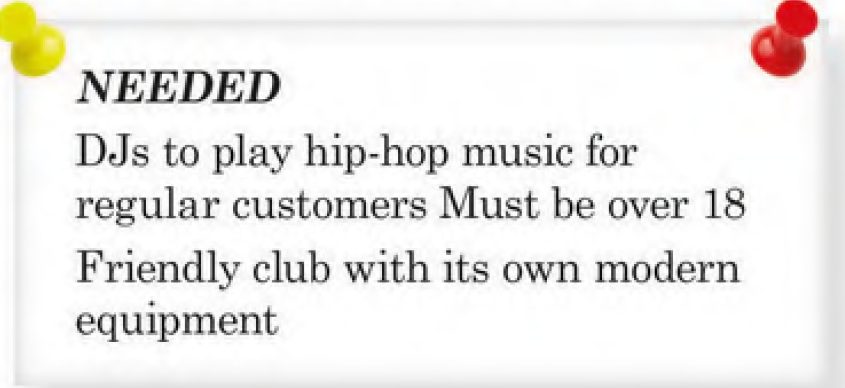 NEEDED
DJs to play hip-hop music for
regular customers Must be over 18
Friendly club with its own modern
equipment